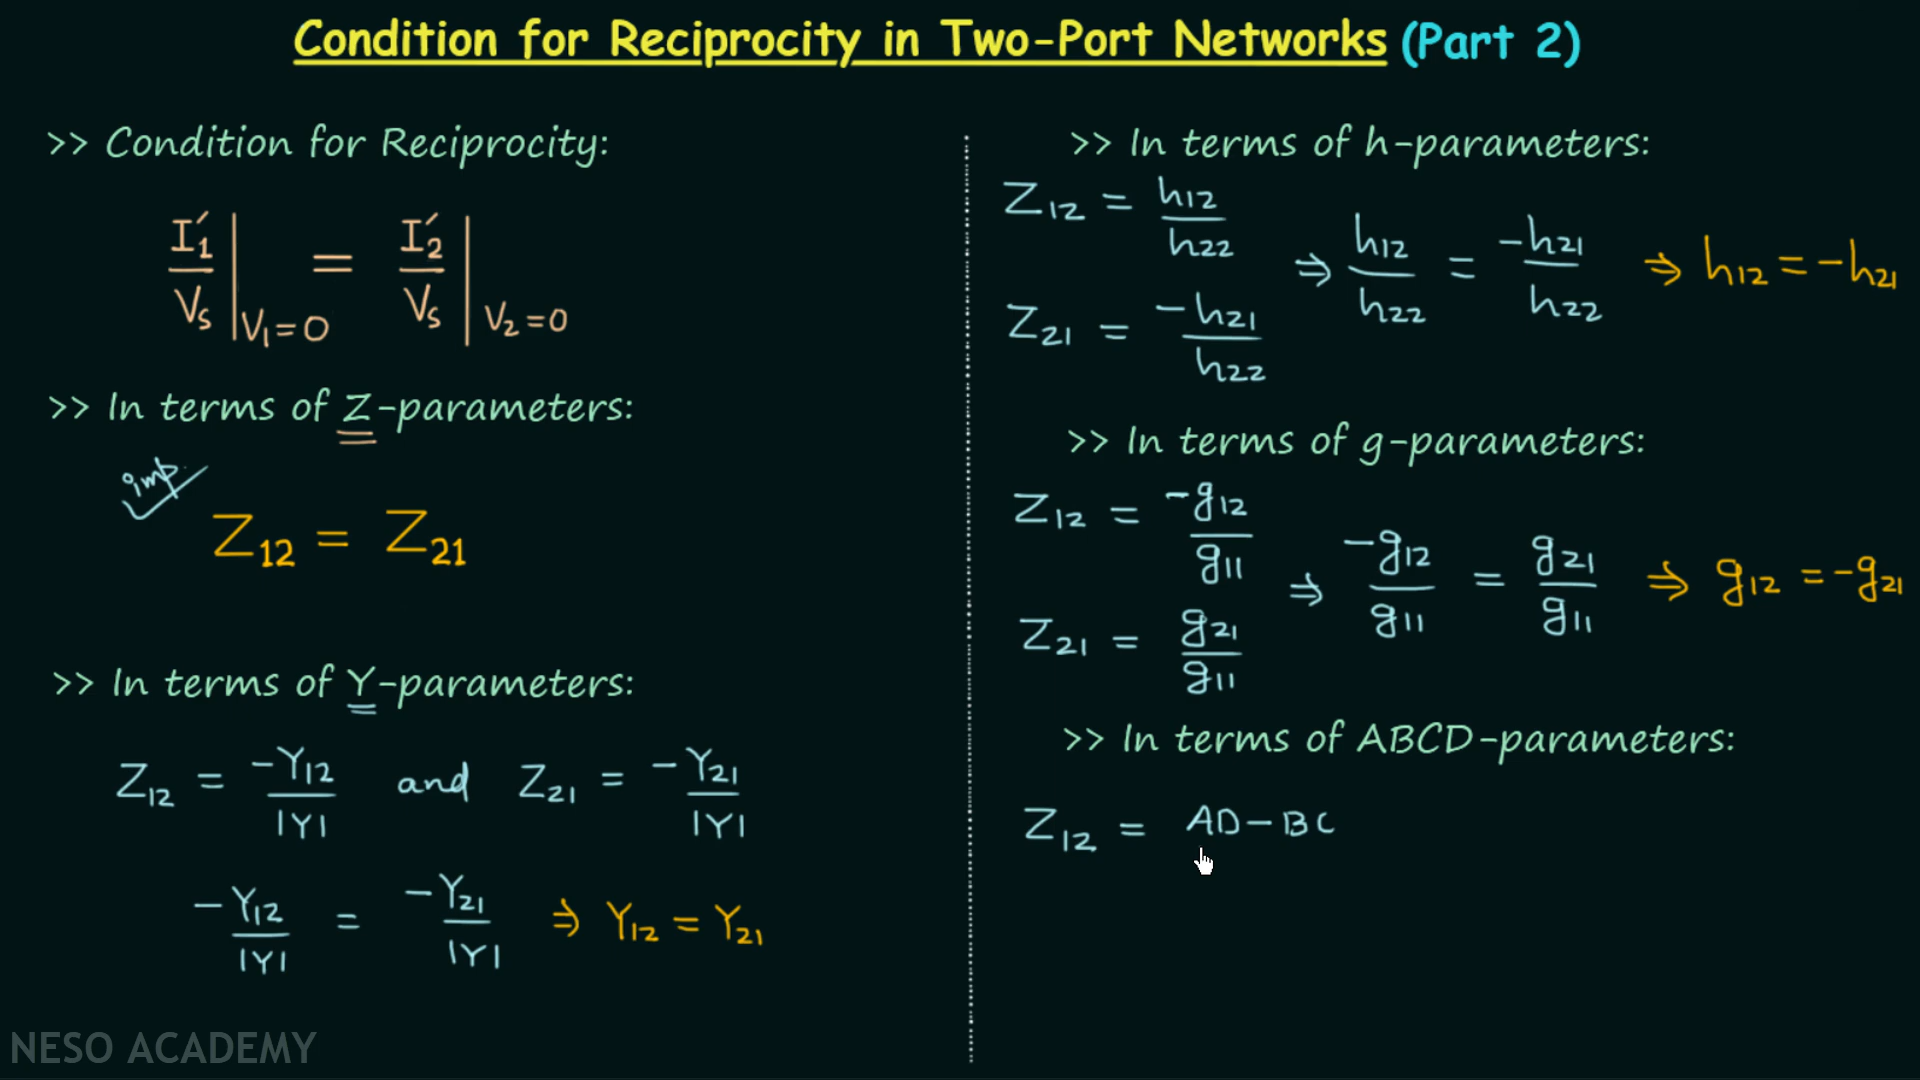 Condition for Reciprocity in Two-Port Networks (Part 2)
>> Condition for Reciprocity:
I′1/Vs |V1=0 = I′2/Vs |V2=0
>> In terms of Z-parameters:
imp.
Z12 = Z21
>> In terms of Y-parameters:
Z12 = -Y12/|Y| and Z21 = -Y21/|Y|
-Y12/|Y| = -Y21/|Y| ⇒ Y12 = Y21
>> In terms of h-parameters:
Z12 = h12/h22
Z21 = -h21/h22
⇒ h12/h22 = -h21/h22 ⇒ h12 = -h21
>> In terms of g-parameters:
Z12 = -g12/g11
Z21 = g21/g11
⇒ -g12/g11 = g21/g11 ⇒ g12 = -g21
>> In terms of ABCD-parameters:
Z12 = AD-BC
NESO ACADEMY